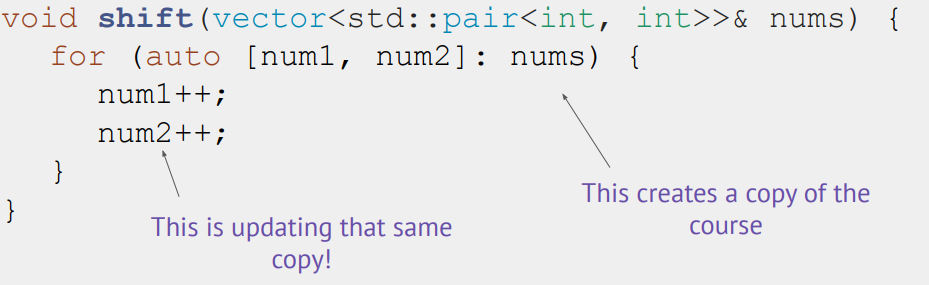 void shift(vector<std::pair<int, int>>& nums) {
for (auto [num1, num2]: nums) {
num1++;
num2++;
}
}
This is updating that same
copy!
This creates a copy of the
course